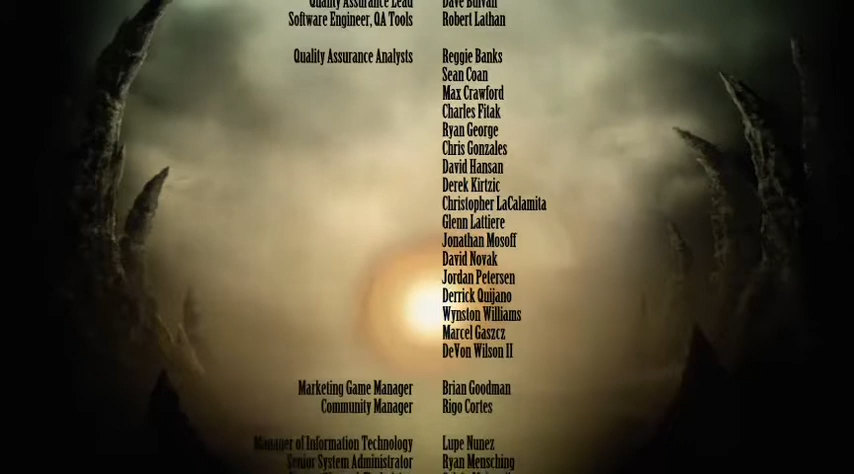 Quality Assurance Lead Dave Bulvan
Software Engineer, QA Tools Robert Lathan
Quality Assurance Analysts Reggie Banks
Sean Coan
Max Crawford
Charles Fitak
Ryan George
Chris Gonzales
David Hansan
Derek Kirtzic
Christopher LaCalamita
Glenn Lattiere
Jonathan Mosoff
David Novak
Jordan Petersen
Derrick Quijano
Wynston Williams
Marcel Gaszcz
DeVon Wilson II
Marketing Game Manager Brian Goodman
Community Manager Rigo Cortes
Manager of Information Technology Lupe Nunez
Senior System Administrator Ryan Mensching